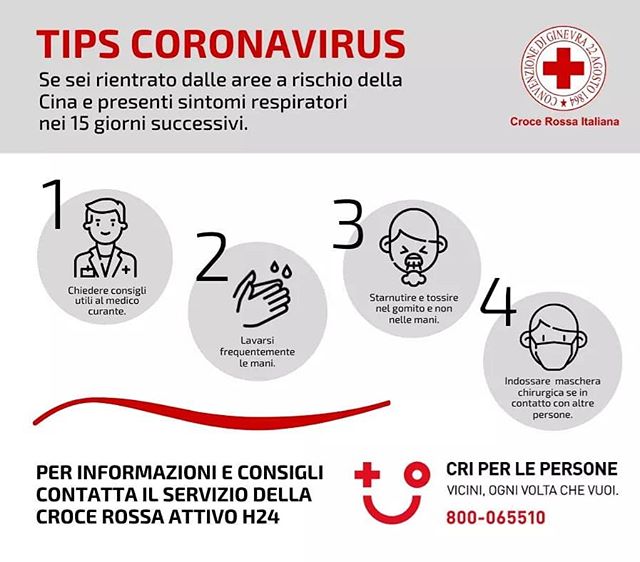 TIPS CORONAVIRUS
Se sei rientrato dalle aree a rischio della
Cina e presenti sintomi respiratori
nei 15 giorni successivi.
CONVENZIONE DI GINEVRA 22 AGOSTO 1864
Croce Rossa Italiana
1
Chiedere consigli
utili al medico
curante.
2
Lavarsi
frequentemente
le mani.
3
Starnutire e tossire
nel gomito e non
nelle mani.
4
Indossare maschera
chirurgica se in
contatto con altre
persone.
PER INFORMAZIONI E CONSIGLI
CONTATTA IL SERVIZIO DELLA
CROCE ROSSA ATTIVO H24
CRI PER LE PERSONE
VICINI, OGNI VOLTA CHE VUOI.
800-065510